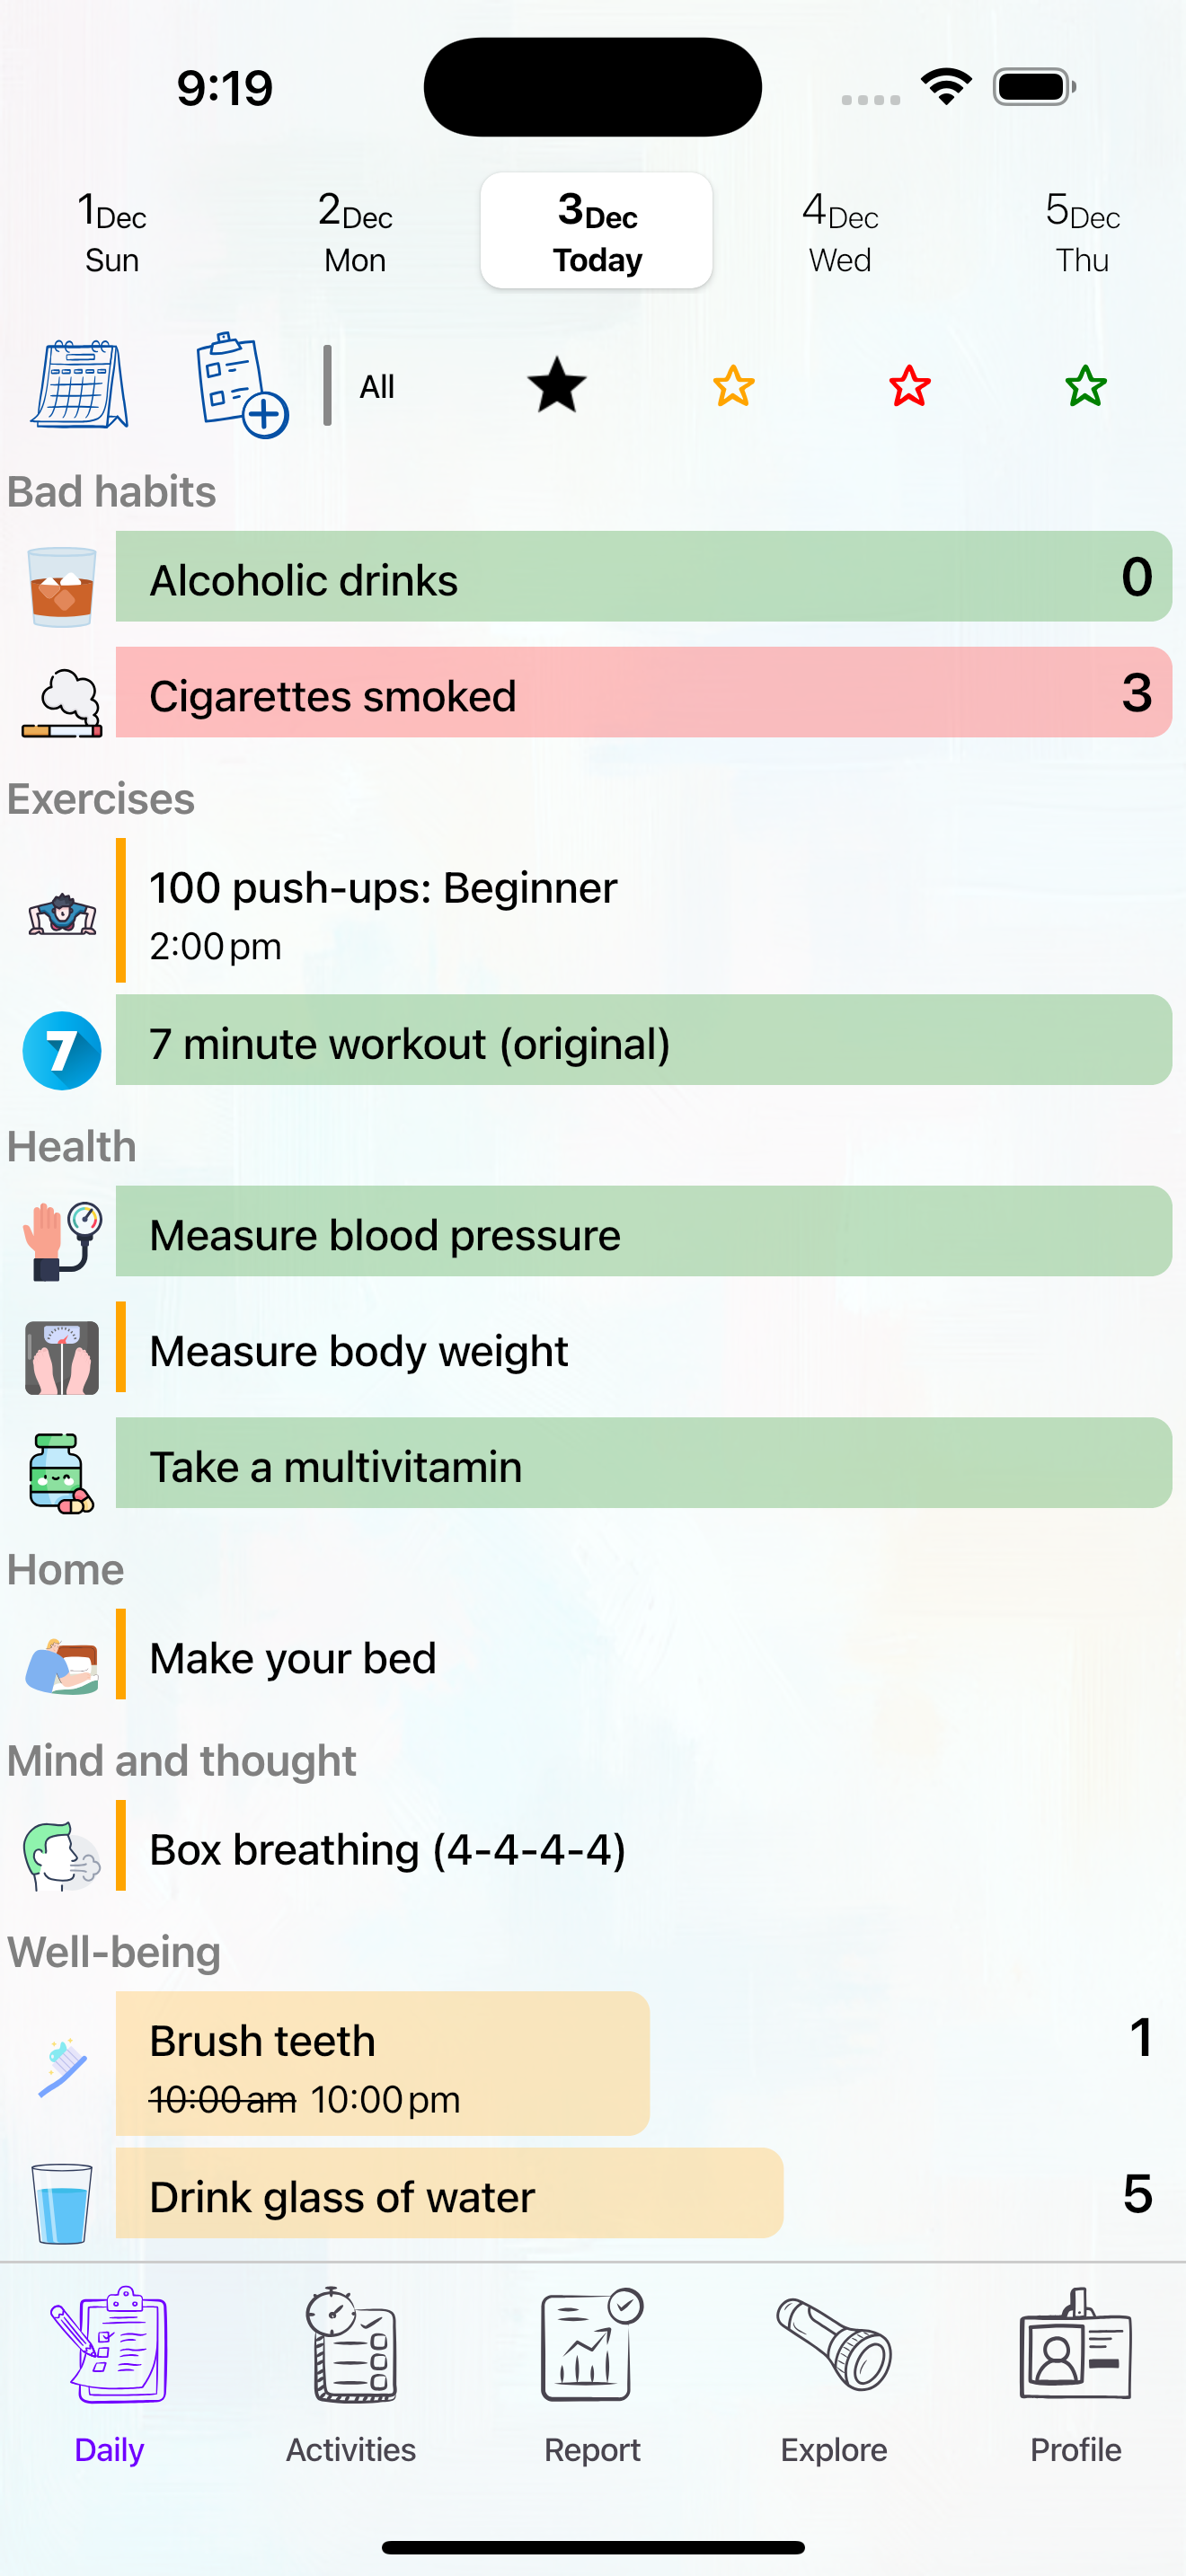 9:19
1Dec 2Dec 3Dec 4Dec 5Dec
Sun Mon Today Wed Thu
All
Bad habits
Alcoholic drinks 0
Cigarettes smoked 3
Exercises
100 push-ups: Beginner
2:00 pm
7
7 minute workout (original)
Health
Measure blood pressure
Measure body weight
Take a multivitamin
Home
Make your bed
Mind and thought
Box breathing (4-4-4-4)
Well-being
Brush teeth 1
10:00 am 10:00 pm
Drink glass of water 5
Daily Activities Report Explore Profile